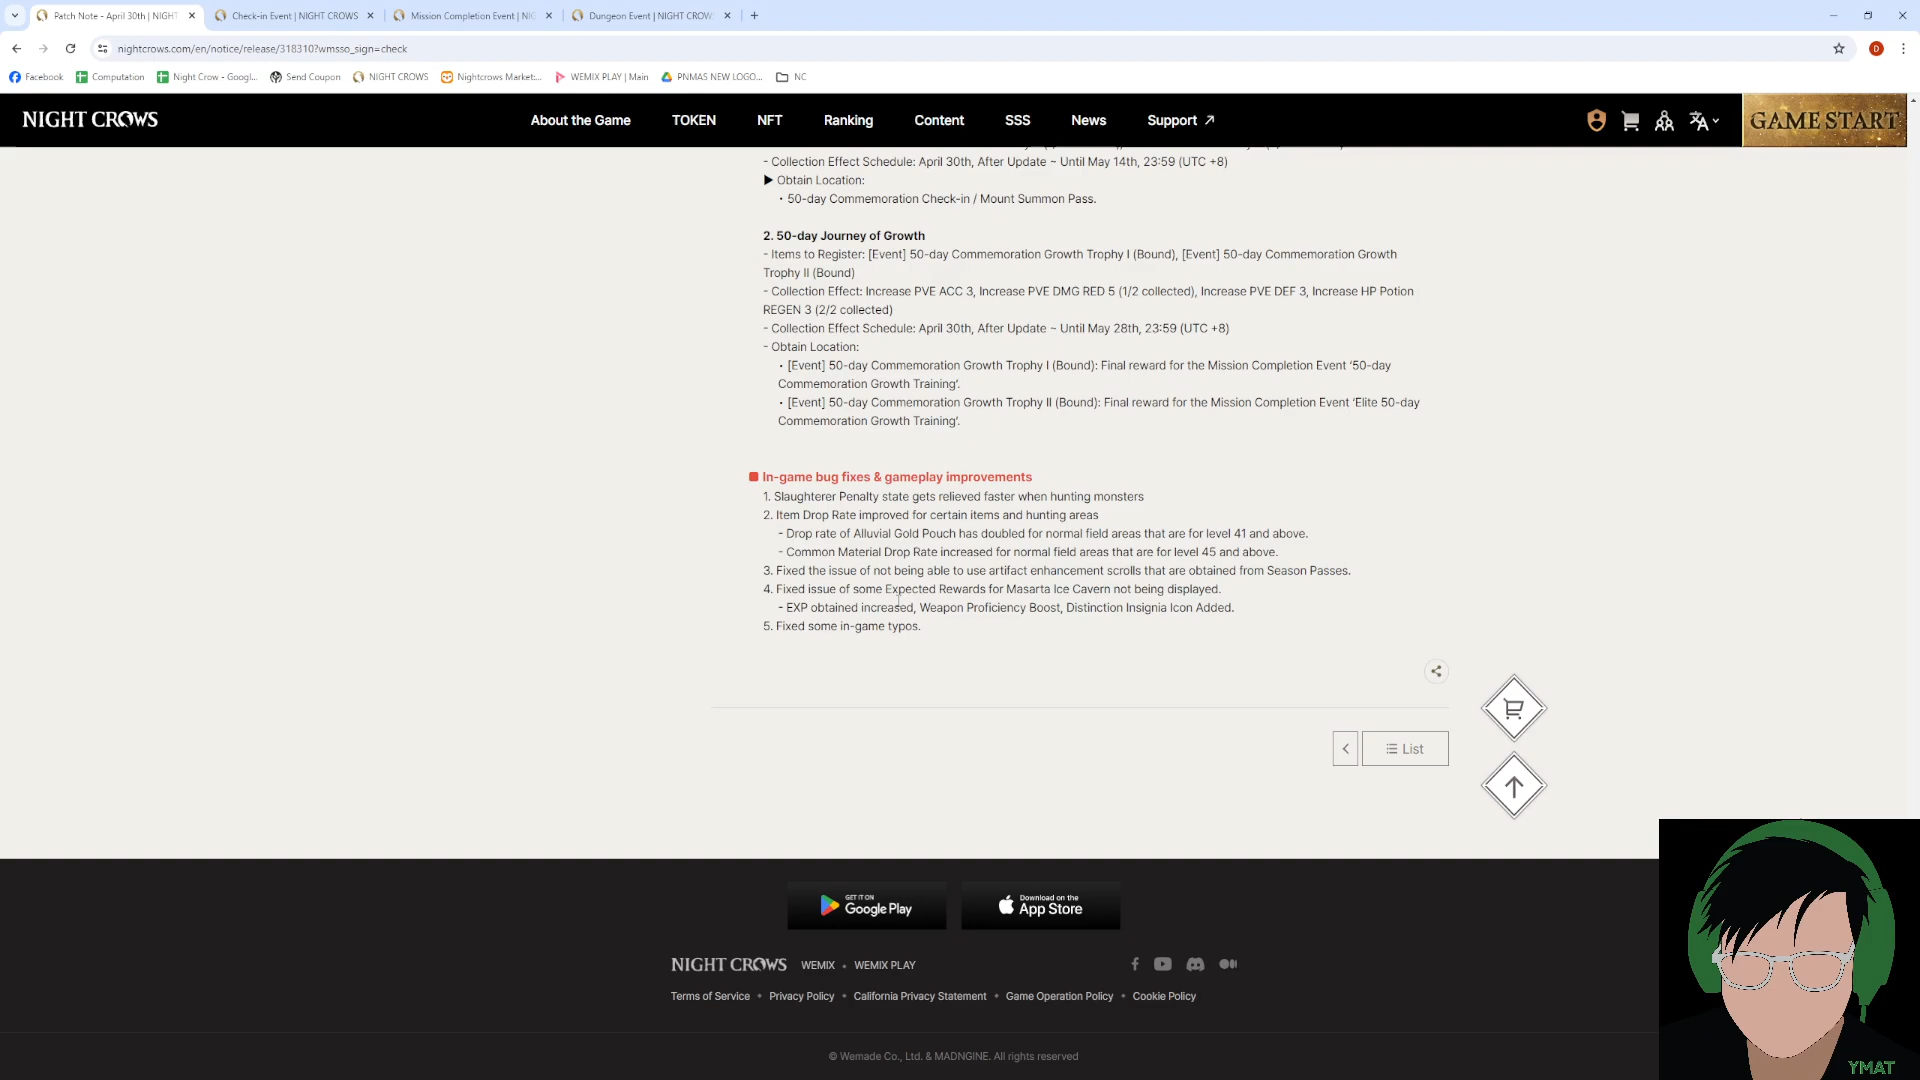 Patch Note - April 30th | NIGHT
Check-in Event | NIGHT CROWS
Mission Completion Event | NIG
Dungeon Event | NIGHT CROW
nightcrows.com/en/notice/release/318310?wmsso_sign=check
D
Facebook
Computation
Night Crow - Googl...
Send Coupon
NIGHT CROWS
Nightcrows Market:...
WEMIX PLAY | Main
PNMAS NEW LOGO...
NC
NIGHT CROWS
About the Game
TOKEN
NFT
Ranking
Content
SSS
News
Support
GAME START
- Collection Effect Schedule: April 30th, After Update ~ Until May 14th, 23:59 (UTC +8)
▶ Obtain Location:
• 50-day Commemoration Check-in / Mount Summon Pass.
2. 50-day Journey of Growth
- Items to Register: [Event] 50-day Commemoration Growth Trophy I (Bound), [Event] 50-day Commemoration Growth
Trophy II (Bound)
- Collection Effect: Increase PVE ACC 3, Increase PVE DMG RED 5 (1/2 collected), Increase PVE DEF 3, Increase HP Potion
REGEN 3 (2/2 collected)
- Collection Effect Schedule: April 30th, After Update ~ Until May 28th, 23:59 (UTC +8)
- Obtain Location:
• [Event] 50-day Commemoration Growth Trophy I (Bound): Final reward for the Mission Completion Event ‘50-day
Commemoration Growth Training’.
• [Event] 50-day Commemoration Growth Trophy II (Bound): Final reward for the Mission Completion Event ‘Elite 50-day
Commemoration Growth Training’.
In-game bug fixes & gameplay improvements
1. Slaughterer Penalty state gets relieved faster when hunting monsters
2. Item Drop Rate improved for certain items and hunting areas
- Drop rate of Alluvial Gold Pouch has doubled for normal field areas that are for level 41 and above.
- Common Material Drop Rate increased for normal field areas that are for level 45 and above.
3. Fixed the issue of not being able to use artifact enhancement scrolls that are obtained from Season Passes.
4. Fixed issue of some Expected Rewards for Masarta Ice Cavern not being displayed.
- EXP obtained increased, Weapon Proficiency Boost, Distinction Insignia Icon Added.
5. Fixed some in-game typos.
List
GET IT ON
Google Play
Download on the
App Store
NIGHT CROWS
WEMIX • WEMIX PLAY
Terms of Service • Privacy Policy • California Privacy Statement • Game Operation Policy • Cookie Policy
© Wemade Co., Ltd. & MADNGINE. All rights reserved
YMAT